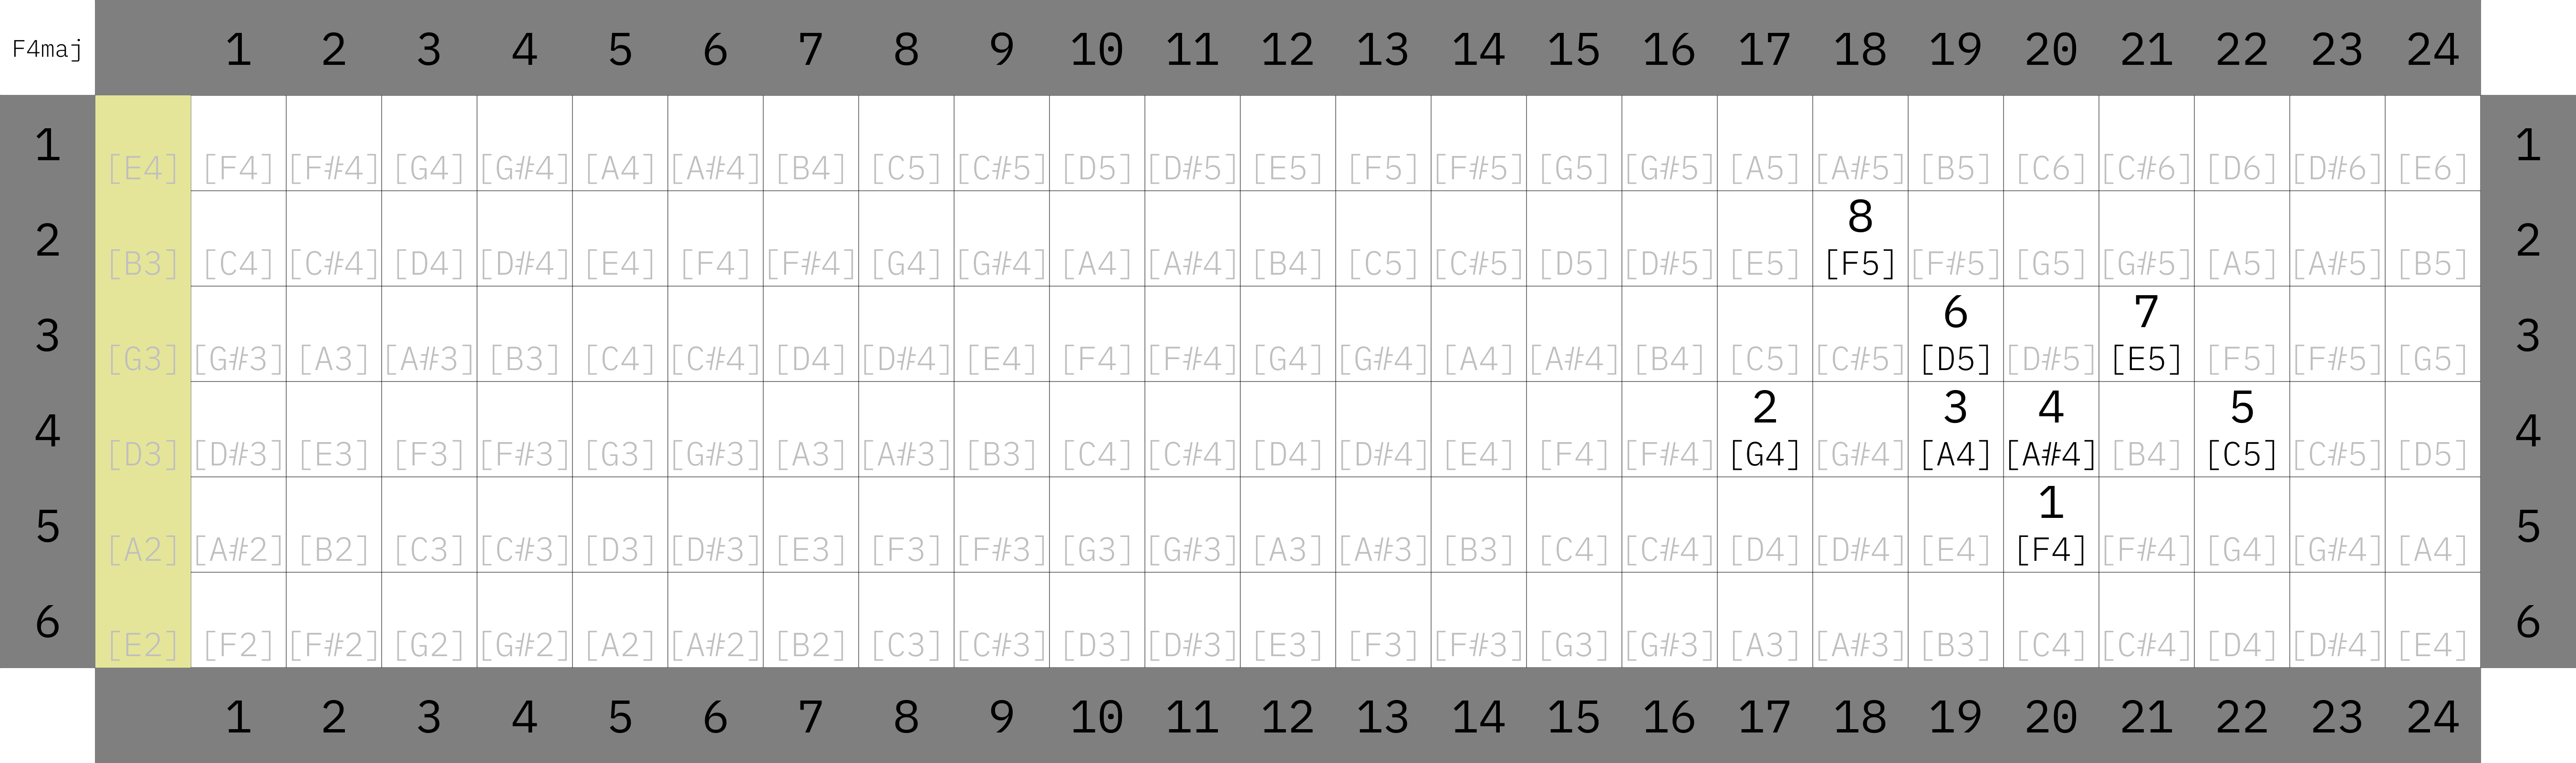 F4maj 1 2 3 4 5 6 7 8 9 10 11 12 13 14 15 16 17 18 19 20 21 22 23 24
1 1
[E4] [F4] [F#4] [G4] [G#4] [A4] [A#4] [B4] [C5] [C#5] [D5] [D#5] [E5] [F5] [F#5] [G5] [G#5] [A5] [A#5] [B5] [C6] [C#6] [D6] [D#6] [E6]
2 8 2
[B3] [C4] [C#4] [D4] [D#4] [E4] [F4] [F#4] [G4] [G#4] [A4] [A#4] [B4] [C5] [C#5] [D5] [D#5] [E5] [F5] [F#5] [G5] [G#5] [A5] [A#5] [B5]
3 6 7 3
[G3] [G#3] [A3] [A#3] [B3] [C4] [C#4] [D4] [D#4] [E4] [F4] [F#4] [G4] [G#4] [A4] [A#4] [B4] [C5] [C#5] [D5] [D#5] [E5] [F5] [F#5] [G5]
4 2 3 4 5 4
[D3] [D#3] [E3] [F3] [F#3] [G3] [G#3] [A3] [A#3] [B3] [C4] [C#4] [D4] [D#4] [E4] [F4] [F#4] [G4] [G#4] [A4] [A#4] [B4] [C5] [C#5] [D5]
5 1 5
[A2] [A#2] [B2] [C3] [C#3] [D3] [D#3] [E3] [F3] [F#3] [G3] [G#3] [A3] [A#3] [B3] [C4] [C#4] [D4] [D#4] [E4] [F4] [F#4] [G4] [G#4] [A4]
6 6
[E2] [F2] [F#2] [G2] [G#2] [A2] [A#2] [B2] [C3] [C#3] [D3] [D#3] [E3] [F3] [F#3] [G3] [G#3] [A3] [A#3] [B3] [C4] [C#4] [D4] [D#4] [E4]
1 2 3 4 5 6 7 8 9 10 11 12 13 14 15 16 17 18 19 20 21 22 23 24